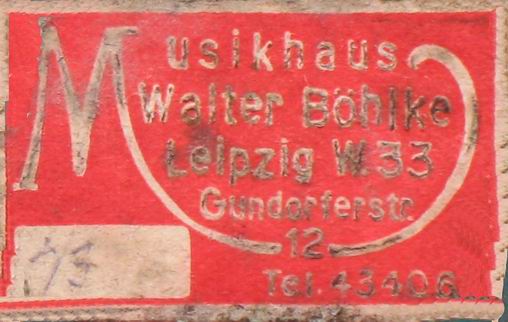 Musikhaus
Walter Böhlke
Leipzig W.33
Gundorferstr.
12
Tel. 43406